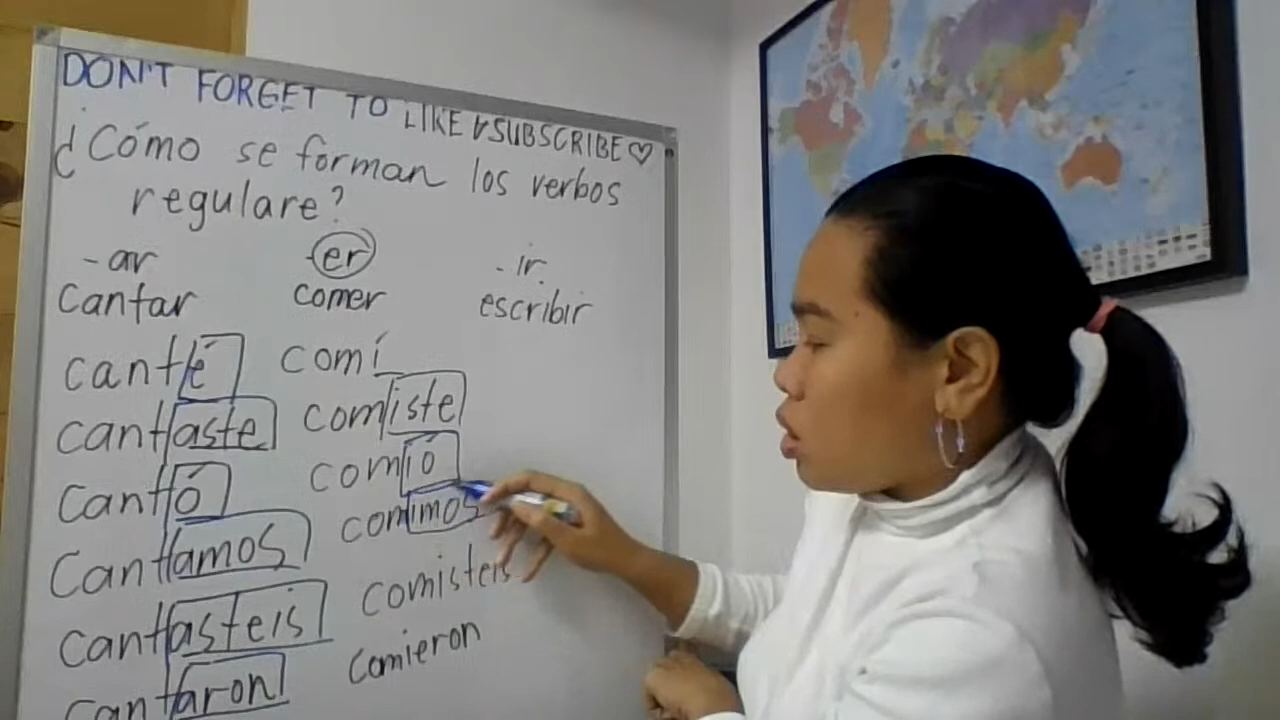 DON'T FORGET TO LIKE & SUBSCRIBE ♡
¿Cómo se forman los verbos
regulare?
-ar -er -ir
Cantar comer escribir
canté comí
cantaste comiste
cantó comió
Cantamos comimos
cantasteis comisteis
cantaron comieron